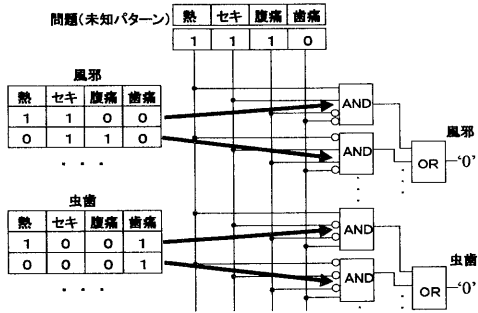 問題(未知パターン) 熱 セキ 腹痛 歯痛
1 1 1 0
風邪
熱 セキ 腹痛 歯痛
1 1 0 0
0 1 1 0
・・・
AND
AND
OR
風邪
'0'
虫歯
熱 セキ 腹痛 歯痛
1 0 0 1
0 0 0 1
・・・
AND
AND
OR
虫歯
'0'